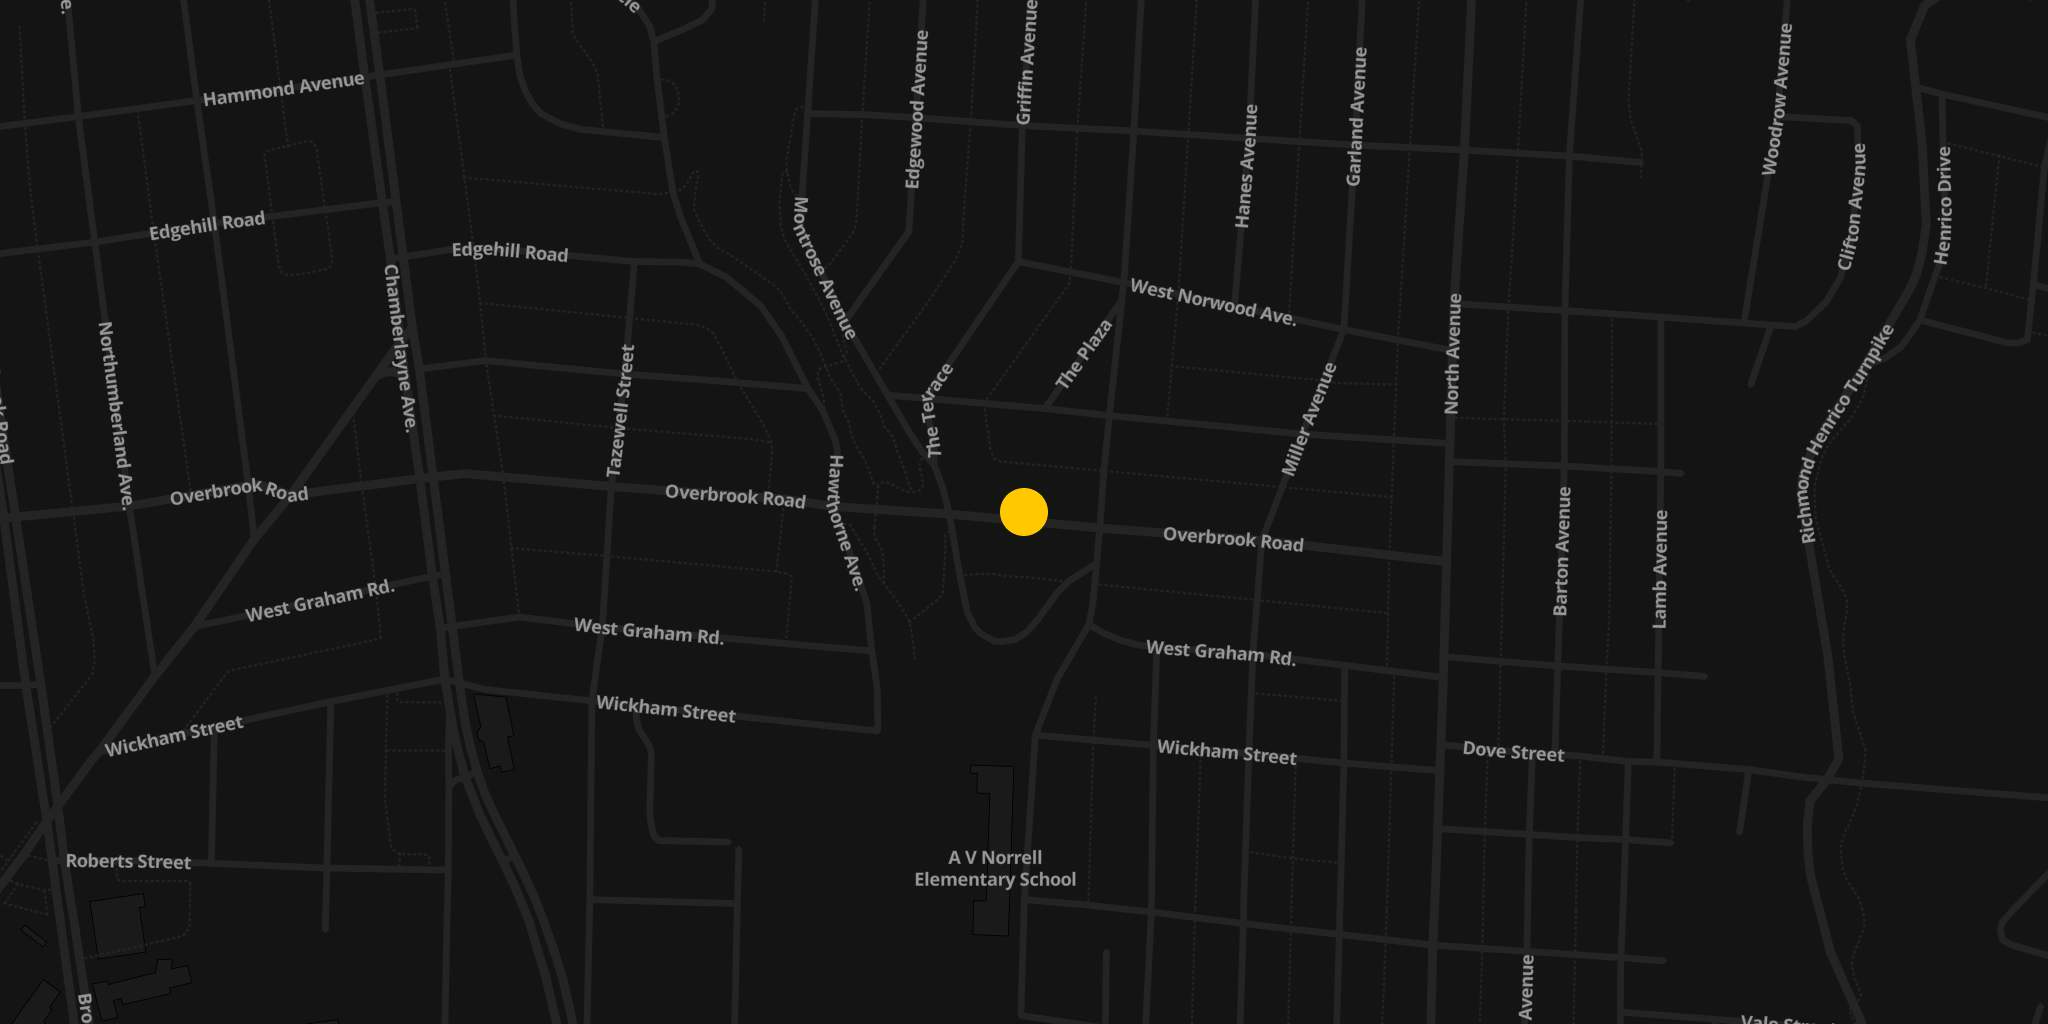 Hammond Avenue
Edgewood Avenue
Griffin Avenue
Hanes Avenue
Garland Avenue
Woodrow Avenue
Clifton Avenue
Henrico Drive
Edgehill Road
Edgehill Road
Montrose Avenue
Chamberlayne Ave.
Northumberland Ave.
Tazewell Street
The Terrace
The Plaza
West Norwood Ave.
North Avenue
Miller Avenue
Richmond Henrico Turnpike
Road
Overbrook Road
Overbrook Road
Hawthorne Ave.
Overbrook Road
Barton Avenue
Lamb Avenue
West Graham Rd.
West Graham Rd.
West Graham Rd.
Wickham Street
Wickham Street
Wickham Street
Dove Street
Roberts Street
A V Norrell
Elementary School
Avenue
Bro